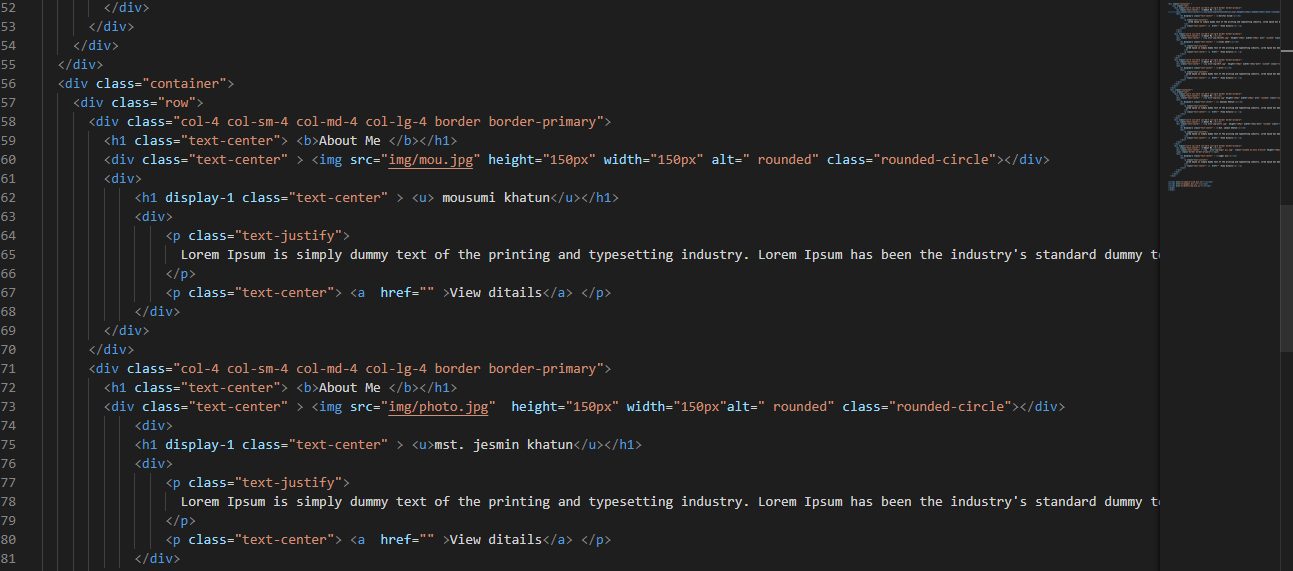 52 </div>
53 </div>
54 </div>
55 </div>
56 <div class="container">
57 <div class="row">
58 <div class="col-4 col-sm-4 col-md-4 col-lg-4 border border-primary">
59 <h1 class="text-center"> <b>About Me </b></h1>
60 <div class="text-center" > <img src="img/mou.jpg" height="150px" width="150px" alt=" rounded" class="rounded-circle"></div>
61 <div>
62 <h1 display-1 class="text-center" > <u> mousumi khatun</u></h1>
63 <div>
64 <p class="text-justify">
65 Lorem Ipsum is simply dummy text of the printing and typesetting industry. Lorem Ipsum has been the industry's standard dummy
66 </p>
67 <p class="text-center"> <a  href="" >View ditails</a> </p>
68 </div>
69 </div>
70 </div>
71 <div class="col-4 col-sm-4 col-md-4 col-lg-4 border border-primary">
72 <h1 class="text-center"> <b>About Me </b></h1>
73 <div class="text-center" > <img src="img/photo.jpg"  height="150px" width="150px"alt=" rounded" class="rounded-circle"></div>
74 <div>
75 <h1 display-1 class="text-center" > <u>mst. jesmin khatun</u></h1>
76 <div>
77 <p class="text-justify">
78 Lorem Ipsum is simply dummy text of the printing and typesetting industry. Lorem Ipsum has been the industry's standard dummy
79 </p>
80 <p class="text-center"> <a  href="" >View ditails</a> </p>
81 </div>